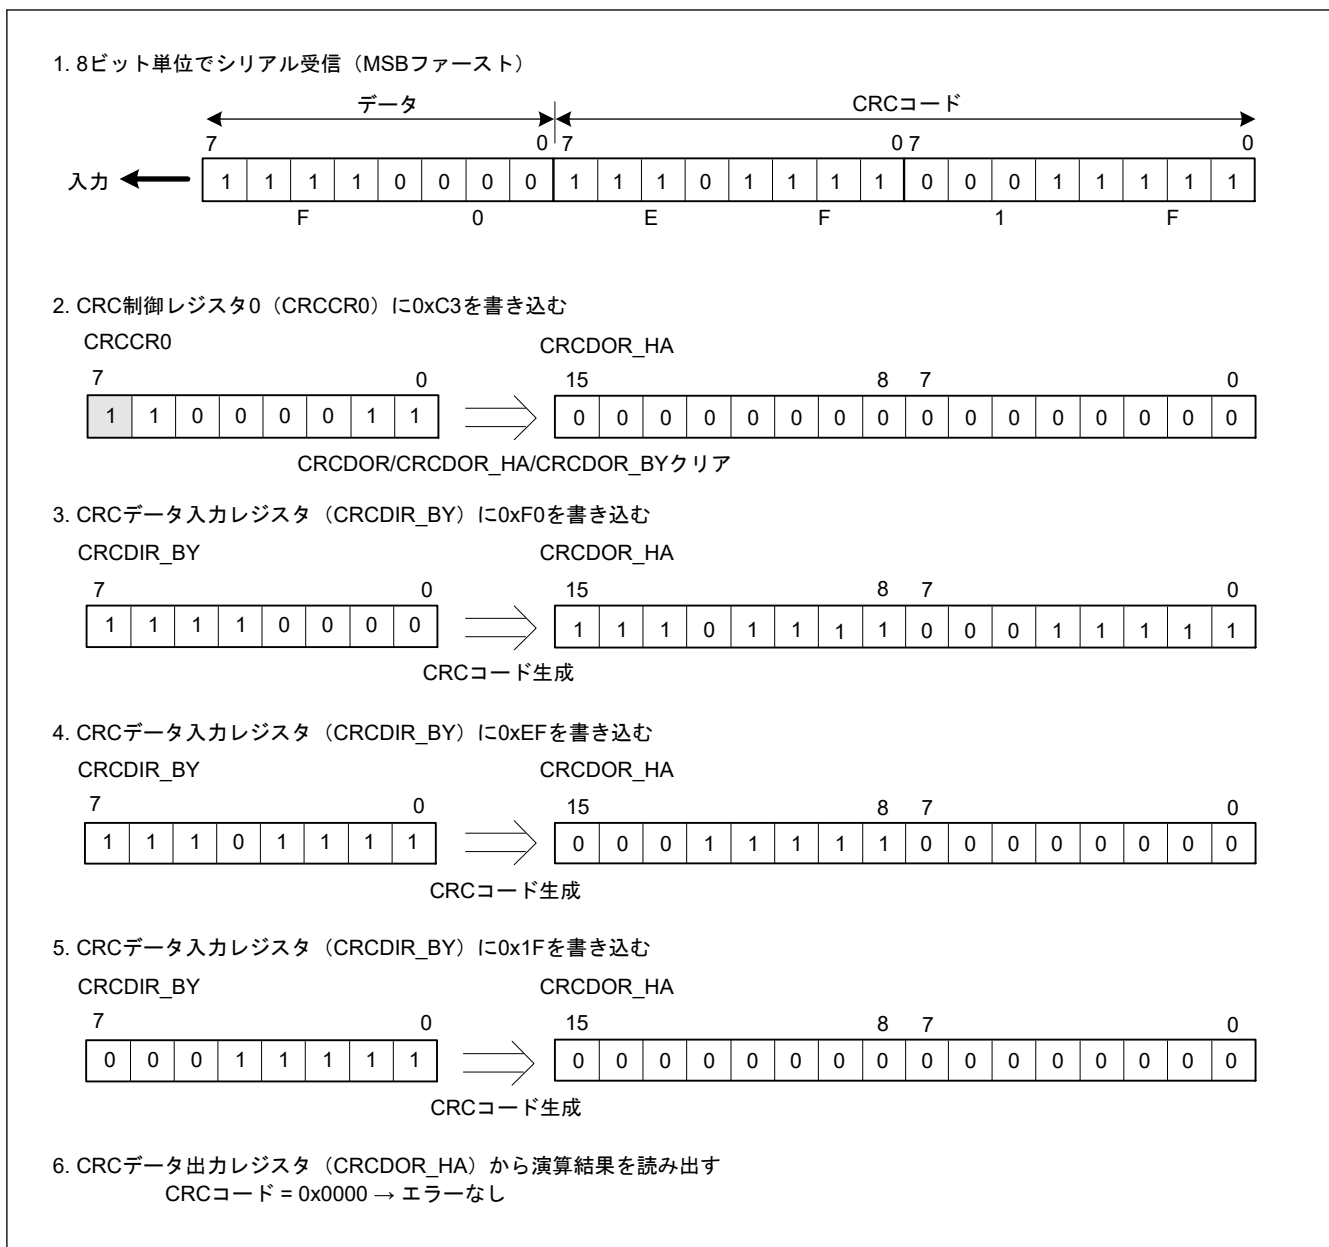 1. 8ビット単位でシリアル受信（MSBファースト）
データ CRCコード
7 0 7 0 7 0
入力 1 1 1 1 0 0 0 0 1 1 1 0 1 1 1 1 0 0 0 1 1 1 1 1
F 0 E F 1 F
2. CRC制御レジスタ0（CRCCR0）に0xC3を書き込む
CRCCR0 CRCDOR_HA
7 0 15 8 7 0
1 1 0 0 0 0 1 1 0 0 0 0 0 0 0 0 0 0 0 0 0 0 0 0
CRCDOR/CRCDOR_HA/CRCDOR_BYクリア
3. CRCデータ入力レジスタ（CRCDIR_BY）に0xF0を書き込む
CRCDIR_BY CRCDOR_HA
7 0 15 8 7 0
1 1 1 1 0 0 0 0 1 1 1 0 1 1 1 1 0 0 0 1 1 1 1 1
CRCコード生成
4. CRCデータ入力レジスタ（CRCDIR_BY）に0xEFを書き込む
CRCDIR_BY CRCDOR_HA
7 0 15 8 7 0
1 1 1 0 1 1 1 1 0 0 0 1 1 1 1 1 0 0 0 0 0 0 0 0
CRCコード生成
5. CRCデータ入力レジスタ（CRCDIR_BY）に0x1Fを書き込む
CRCDIR_BY CRCDOR_HA
7 0 15 8 7 0
0 0 0 1 1 1 1 1 0 0 0 0 0 0 0 0 0 0 0 0 0 0 0 0
CRCコード生成
6. CRCデータ出力レジスタ（CRCDOR_HA）から演算結果を読み出す
CRCコード = 0x0000 → エラーなし